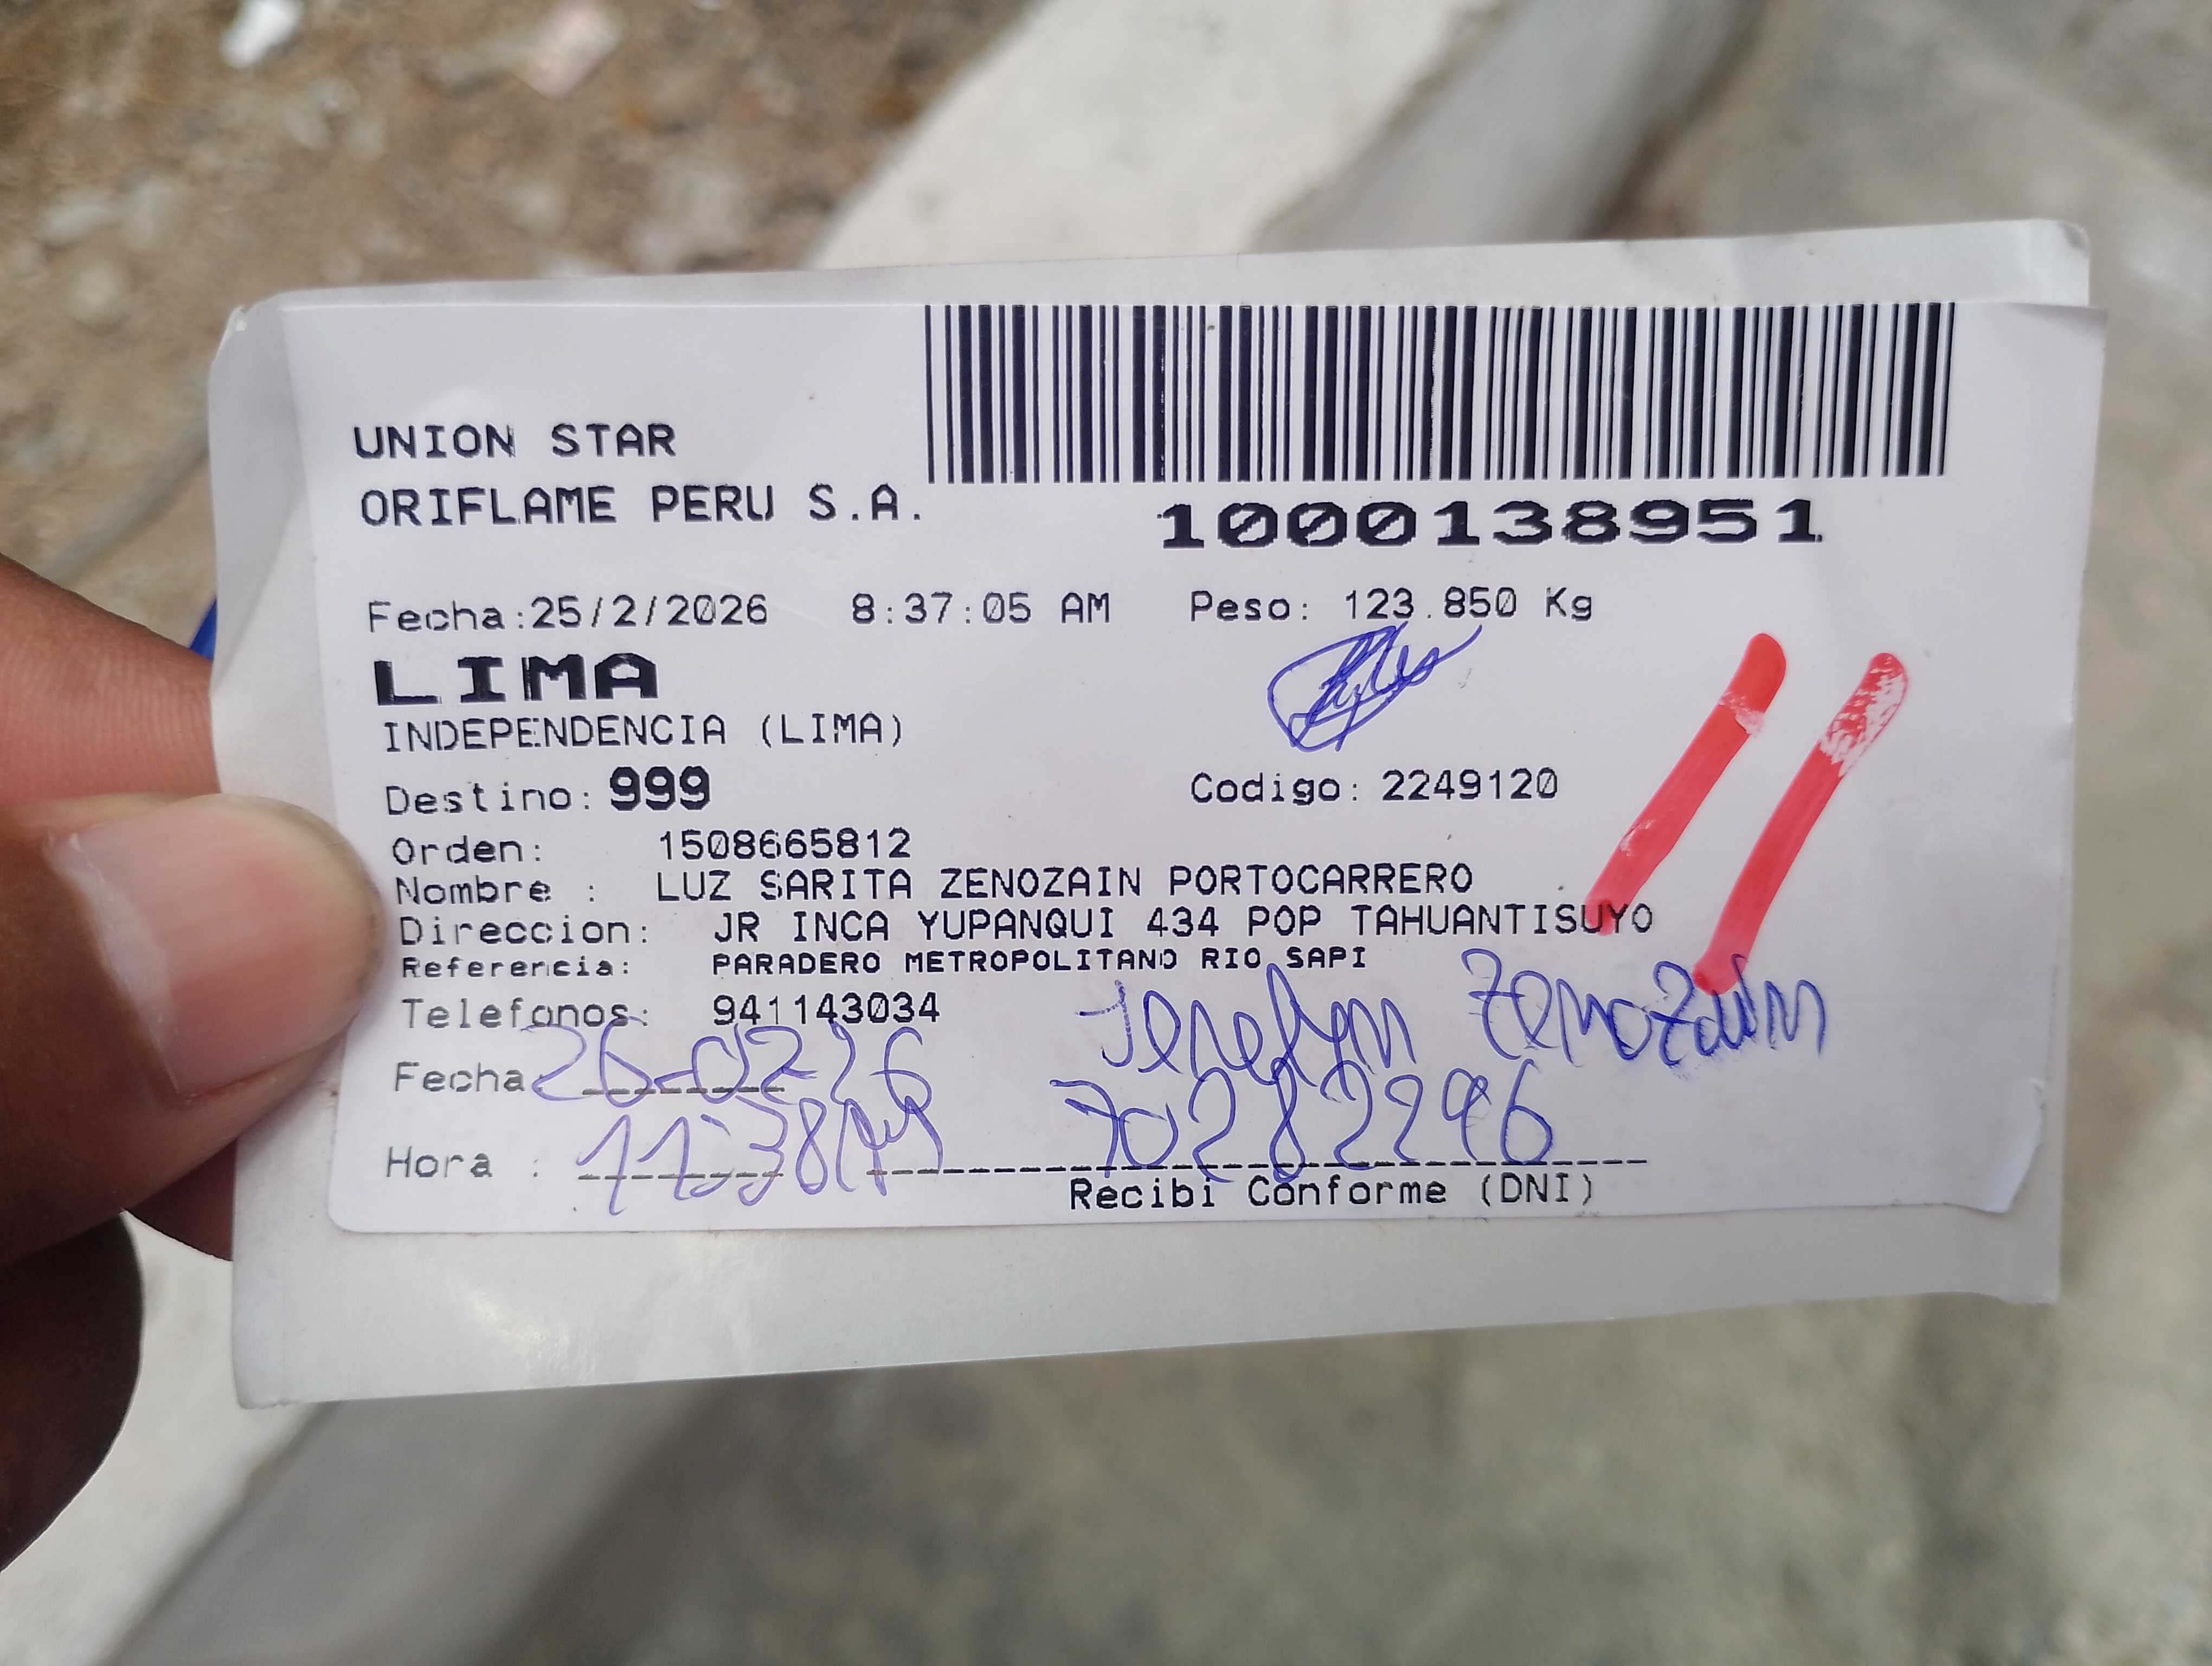 UNION STAR
ORIFLAME PERU S.A.
1000138951
Fecha:25/2/2026 8:37:05 AM Peso: 123.850 Kg
LIMA
INDEPENDENCIA (LIMA)
Destino: 999 Codigo: 2249120
Orden: 1508665812
Nombre : LUZ SARITA ZENOZAIN PORTOCARRERO
Direccion: JR INCA YUPANQUI 434 POP TAHUANTISUYO
Referencia: PARADERO METROPOLITANO RIO SAPI
Telefonos: 941143034
Zenozain
Fecha: 26-02-26
70282296
Hora : 11:38
Recibi Conforme (DNI)